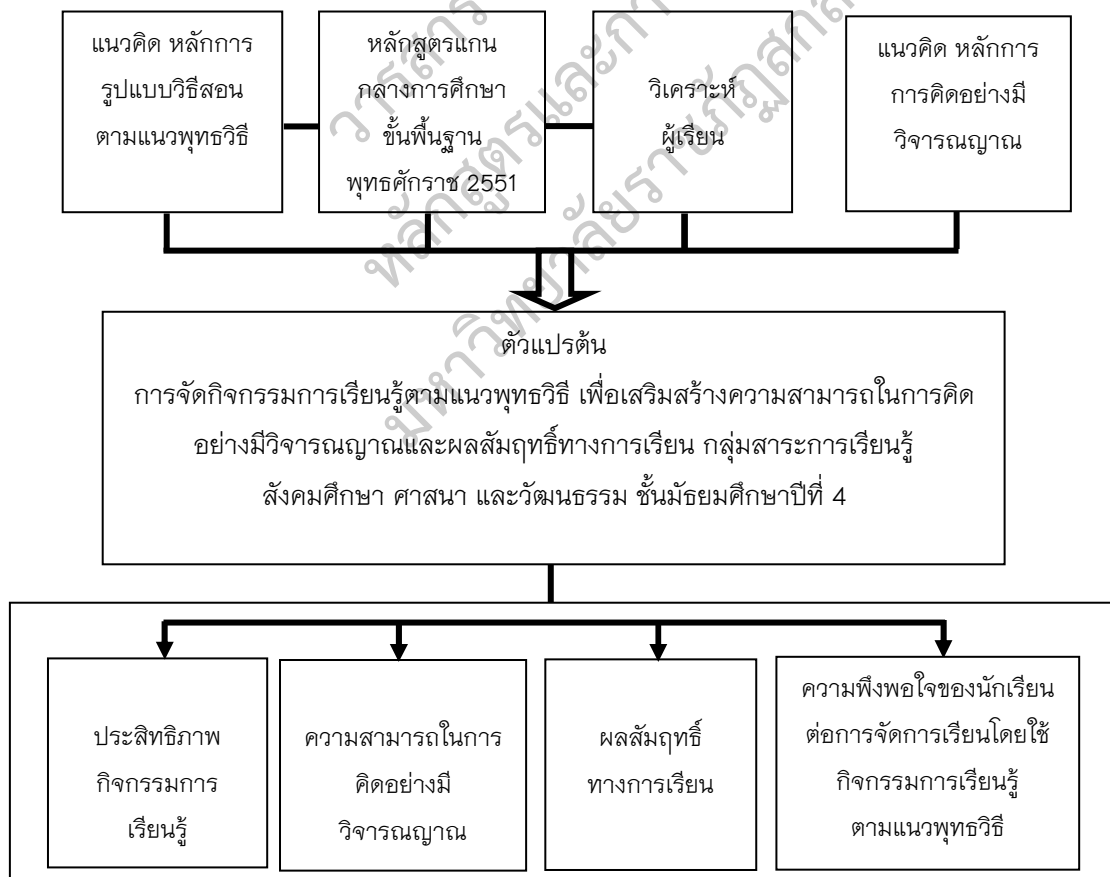 แนวคิด หลักการ
รูปแบบวิธีสอน
ตามแนวพุทธวิธี
หลักสูตรแกน
กลางการศึกษา
ขั้นพื้นฐาน
พุทธศักราช 2551
วิเคราะห์
ผู้เรียน
แนวคิด หลักการ
การคิดอย่างมี
วิจารณญาณ
ตัวแปรต้น
การจัดกิจกรรมการเรียนรู้ตามแนวพุทธวิธี เพื่อเสริมสร้างความสามารถในการคิด
อย่างมีวิจารณญาณและผลสัมฤทธิ์ทางการเรียน กลุ่มสาระการเรียนรู้
สังคมศึกษา ศาสนา และวัฒนธรรม ชั้นมัธยมศึกษาปีที่ 4
ประสิทธิภาพ
กิจกรรมการ
เรียนรู้
ความสามารถในการ
คิดอย่างมี
วิจารณญาณ
ผลสัมฤทธิ์
ทางการเรียน
ความพึงพอใจของนักเรียน
ต่อการจัดการเรียนโดยใช้
กิจกรรมการเรียนรู้
ตามแนวพุทธวิธี